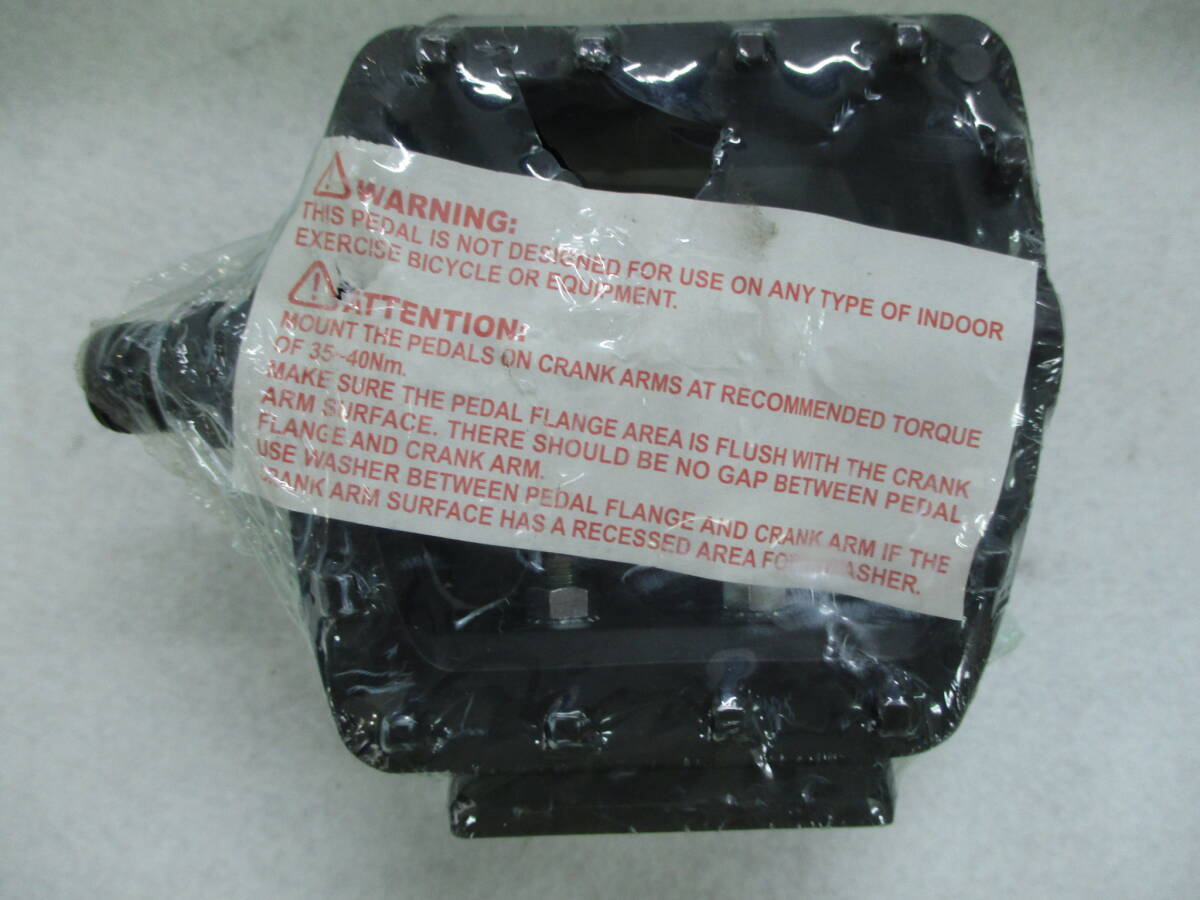 WARNING:
THIS PEDAL IS NOT DESIGNED FOR USE ON ANY TYPE OF INDOOR
EXERCISE BICYCLE OR EQUIPMENT.
ATTENTION:
MOUNT THE PEDALS ON CRANK ARMS AT RECOMMENDED TORQUE
OF 35~40Nm.
MAKE SURE THE PEDAL FLANGE AREA IS FLUSH WITH THE CRANK
ARM SURFACE. THERE SHOULD BE NO GAP BETWEEN PEDAL
FLANGE AND CRANK ARM.
USE WASHER BETWEEN PEDAL FLANGE AND CRANK ARM IF THE
CRANK ARM SURFACE HAS A RECESSED AREA FOR WASHER.